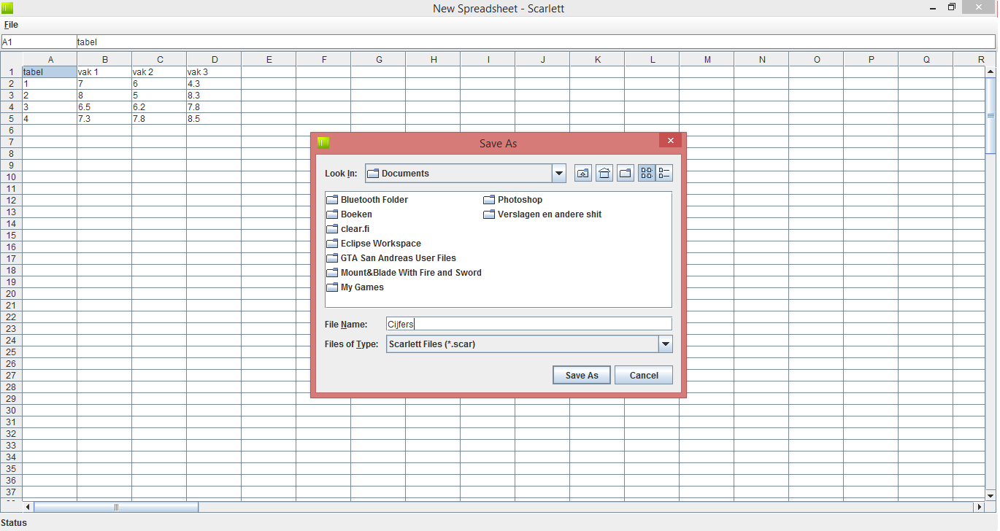 New Spreadsheet - Scarlett
File
A1 tabel
A B C D E F G H I J K L M N O P Q R
1 tabel vak 1 vak 2 vak 3
2 1 7 6 4.3
3 2 8 5 8.3
4 3 6.5 6.2 7.8
5 4 7.3 7.8 8.5
6
7
8
9
10
11
12
13
14
15
16
17
18
19
20
21
22
23
24
25
26
27
28
29
30
31
32
33
34
35
36
37
Save As
Look In: Documents
Bluetooth Folder
Boeken
clear.fi
Eclipse Workspace
GTA San Andreas User Files
Mount&Blade With Fire and Sword
My Games
Photoshop
Verslagen en andere shit
File Name: Cijfers
Files of Type: Scarlett Files (*.scar)
Save As Cancel
Status